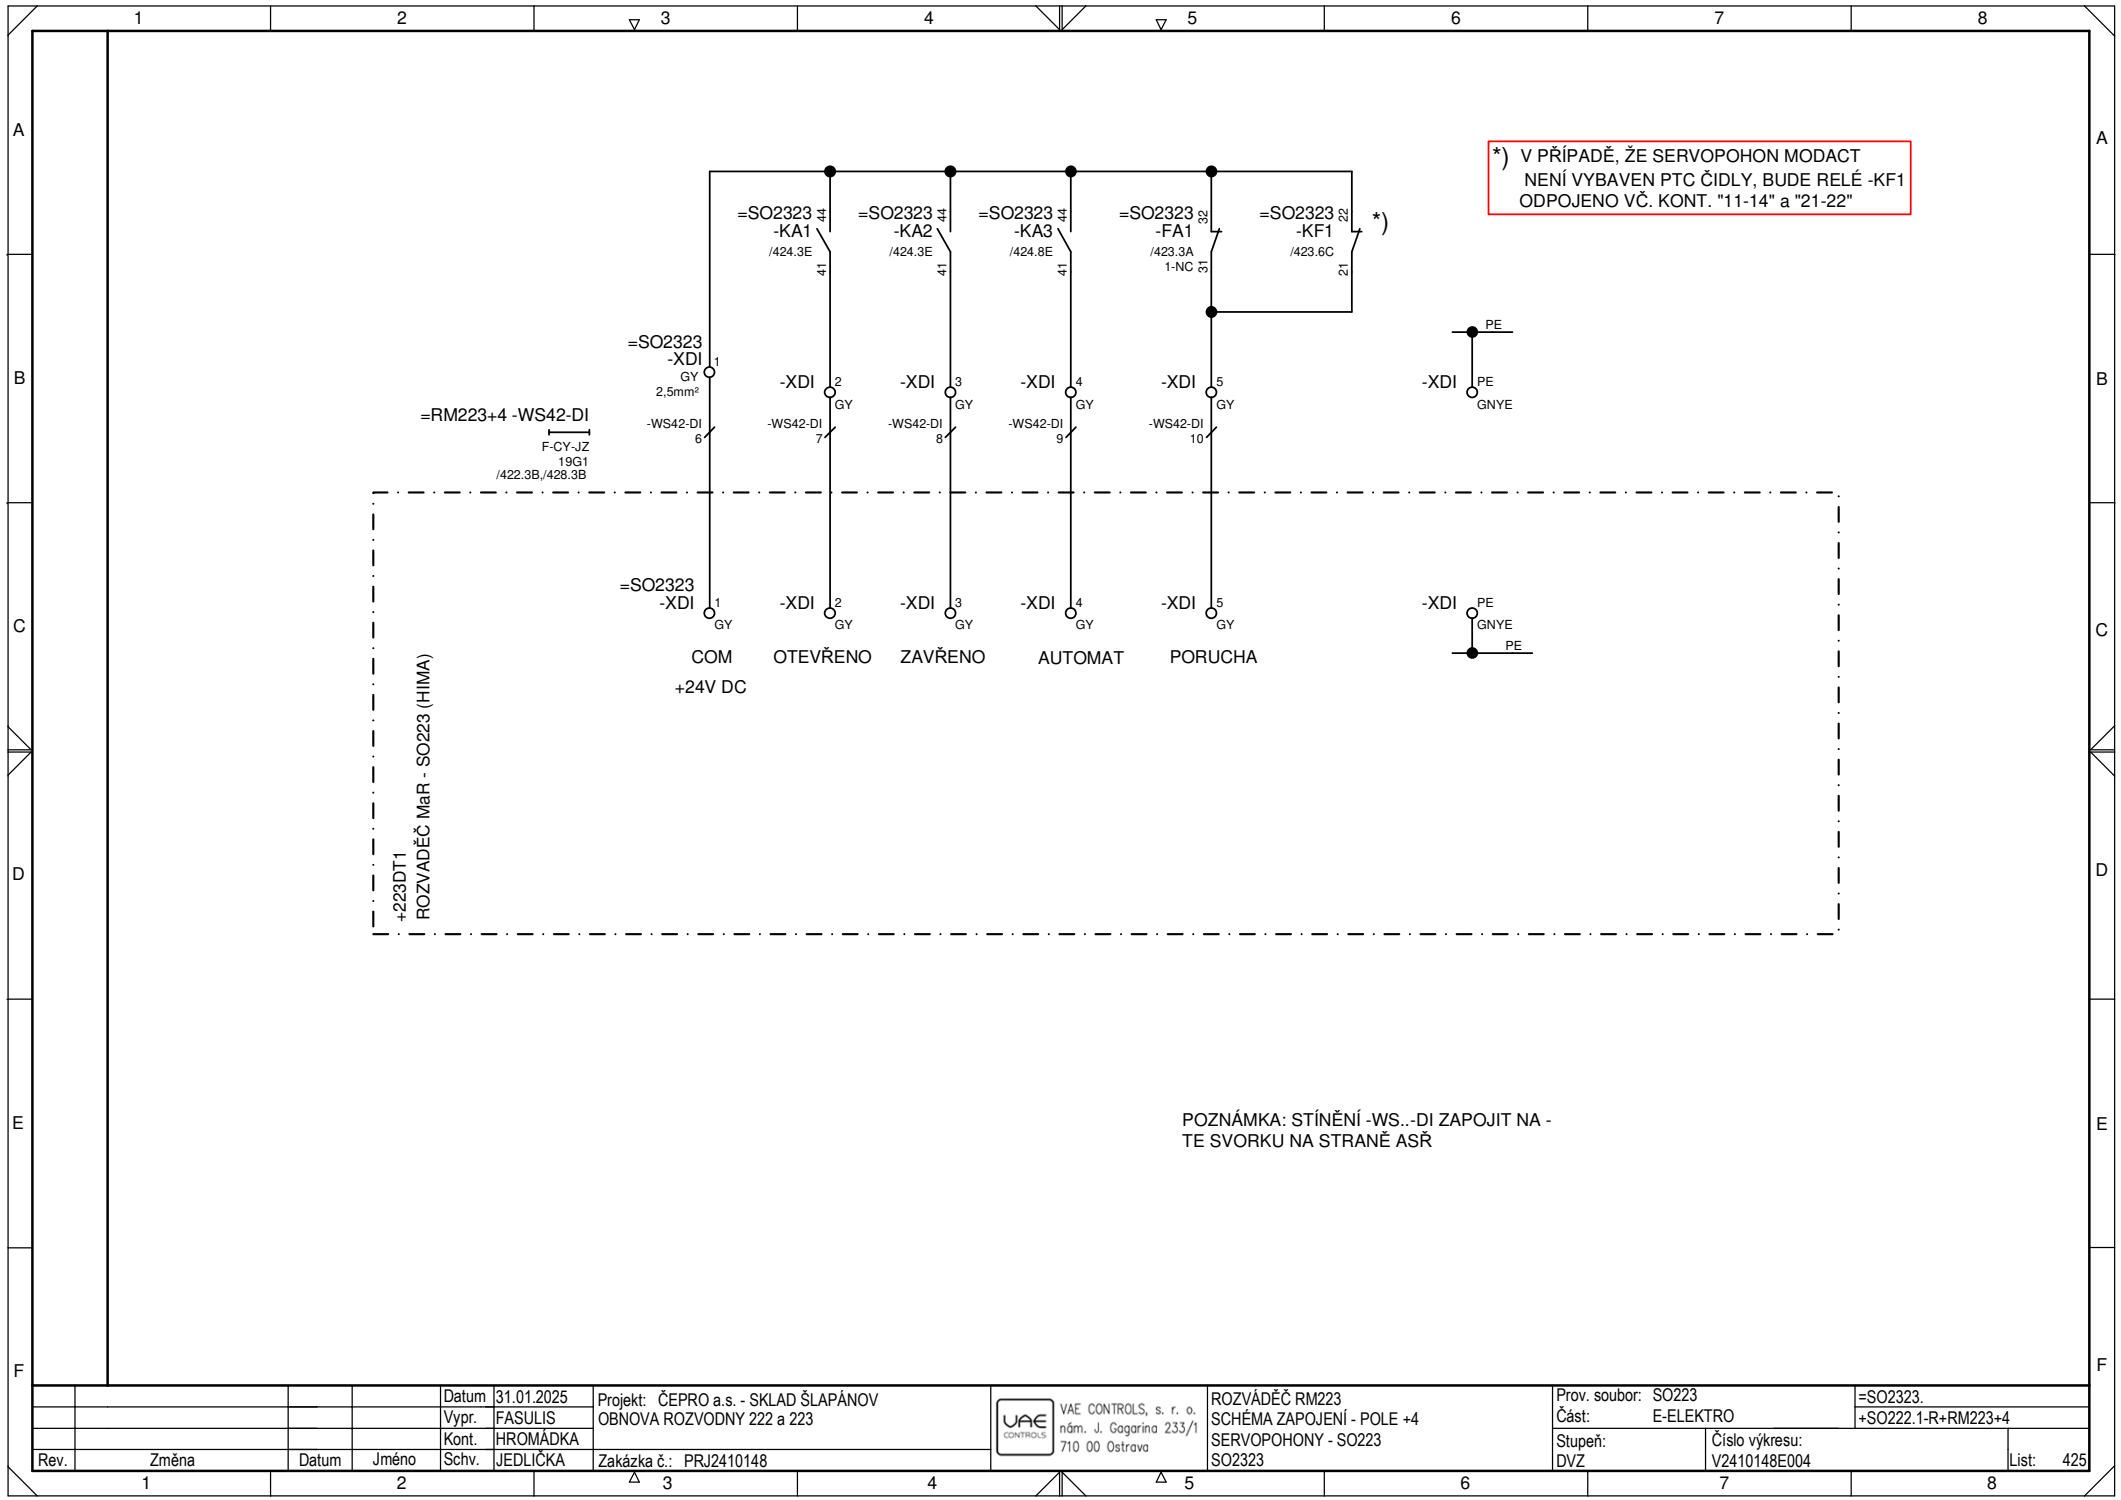 1 2 3 4 5 6 7 8
A A
B B
C C
D D
E E
F F
*) V PŘÍPADĚ, ŽE SERVOPOHON MODACT
NENÍ VYBAVEN PTC ČIDLY, BUDE RELÉ -KF1
ODPOJENO VČ. KONT. "11-14" a "21-22"
=SO2323 44
-KA1
/424.3E
41
=SO2323 44
-KA2
/424.3E
41
=SO2323 44
-KA3
/424.8E
41
=SO2323 32
-FA1
/423.3A
1-NC 31
=SO2323 22 *)
-KF1
/423.6C
21
=SO2323
-XDI 1
GY
2,5mm²
-XDI 2
GY
-XDI 3
GY
-XDI 4
GY
-XDI 5
GY
PE
-XDI PE
GNYE
=RM223+4 -WS42-DI
F-CY-JZ
19G1
/422.3B,/428.3B
-WS42-DI
6
-WS42-DI
7
-WS42-DI
8
-WS42-DI
9
-WS42-DI
10
=SO2323
-XDI 1
GY
-XDI 2
GY
-XDI 3
GY
-XDI 4
GY
-XDI 5
GY
-XDI PE
GNYE
PE
COM OTEVŘENO ZAVŘENO AUTOMAT PORUCHA
+24V DC
+223DT1
ROZVADĚČ MaR - SO223 (HIMA)
POZNÁMKA: STÍNĚNÍ -WS..-DI ZAPOJIT NA -
TE SVORKU NA STRANĚ ASŘ
Rev. Změna Datum Jméno
Datum 31.01.2025
Vypr. FASULIS
Kont. HROMÁDKA
Schv. JEDLIČKA
Projekt: ČEPRO a.s. - SKLAD ŠLAPÁNOV
OBNOVA ROZVODNY 222 a 223
Zakázka č.: PRJ2410148
VAE
CONTROLS
VAE CONTROLS, s. r. o.
nám. J. Gagarina 233/1
710 00 Ostrava
ROZVÁDĚČ RM223
SCHÉMA ZAPOJENÍ - POLE +4
SERVOPOHONY - SO223
SO2323
Prov. soubor: SO223
Část: E-ELEKTRO
Stupeň:
DVZ
=SO2323.
+SO222.1-R+RM223+4
Číslo výkresu:
V2410148E004
List: 425
1 2 3 4 5 6 7 8